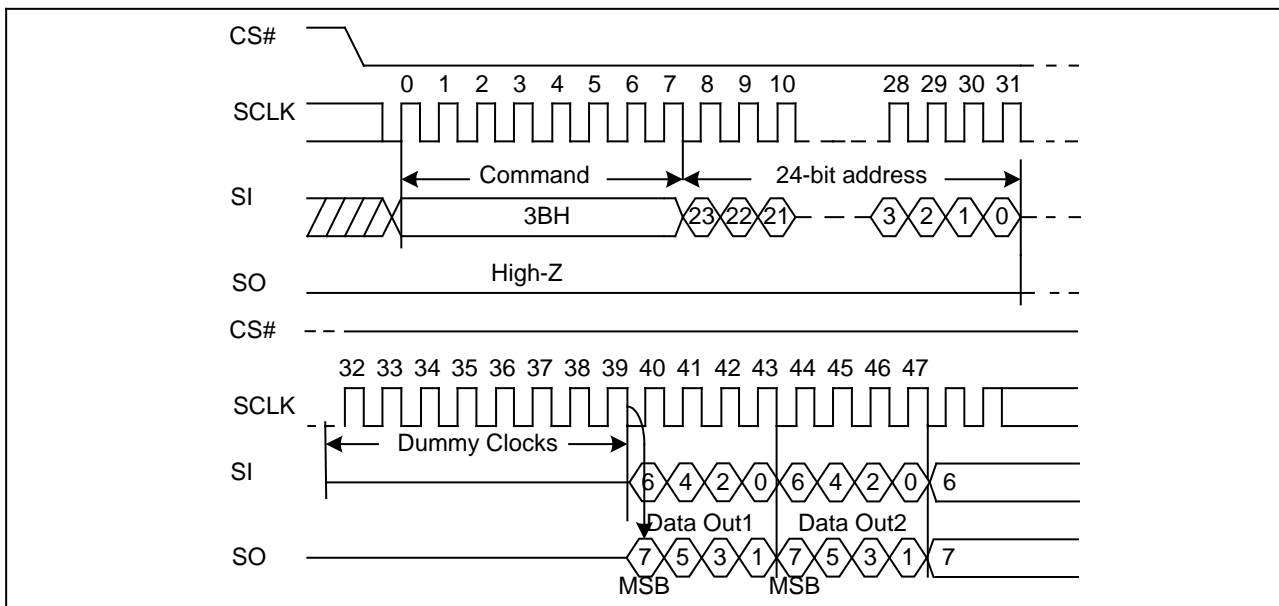 CS#
0 1 2 3 4 5 6 7 8 9 10 28 29 30 31
SCLK
Command 24-bit address
SI
3BH 23 22 21 3 2 1 0
High-Z
SO
CS#
32 33 34 35 36 37 38 39 40 41 42 43 44 45 46 47
SCLK
Dummy Clocks
SI
6 4 2 0 6 4 2 0 6
Data Out1 Data Out2
SO
7 5 3 1 7 5 3 1 7
MSB MSB